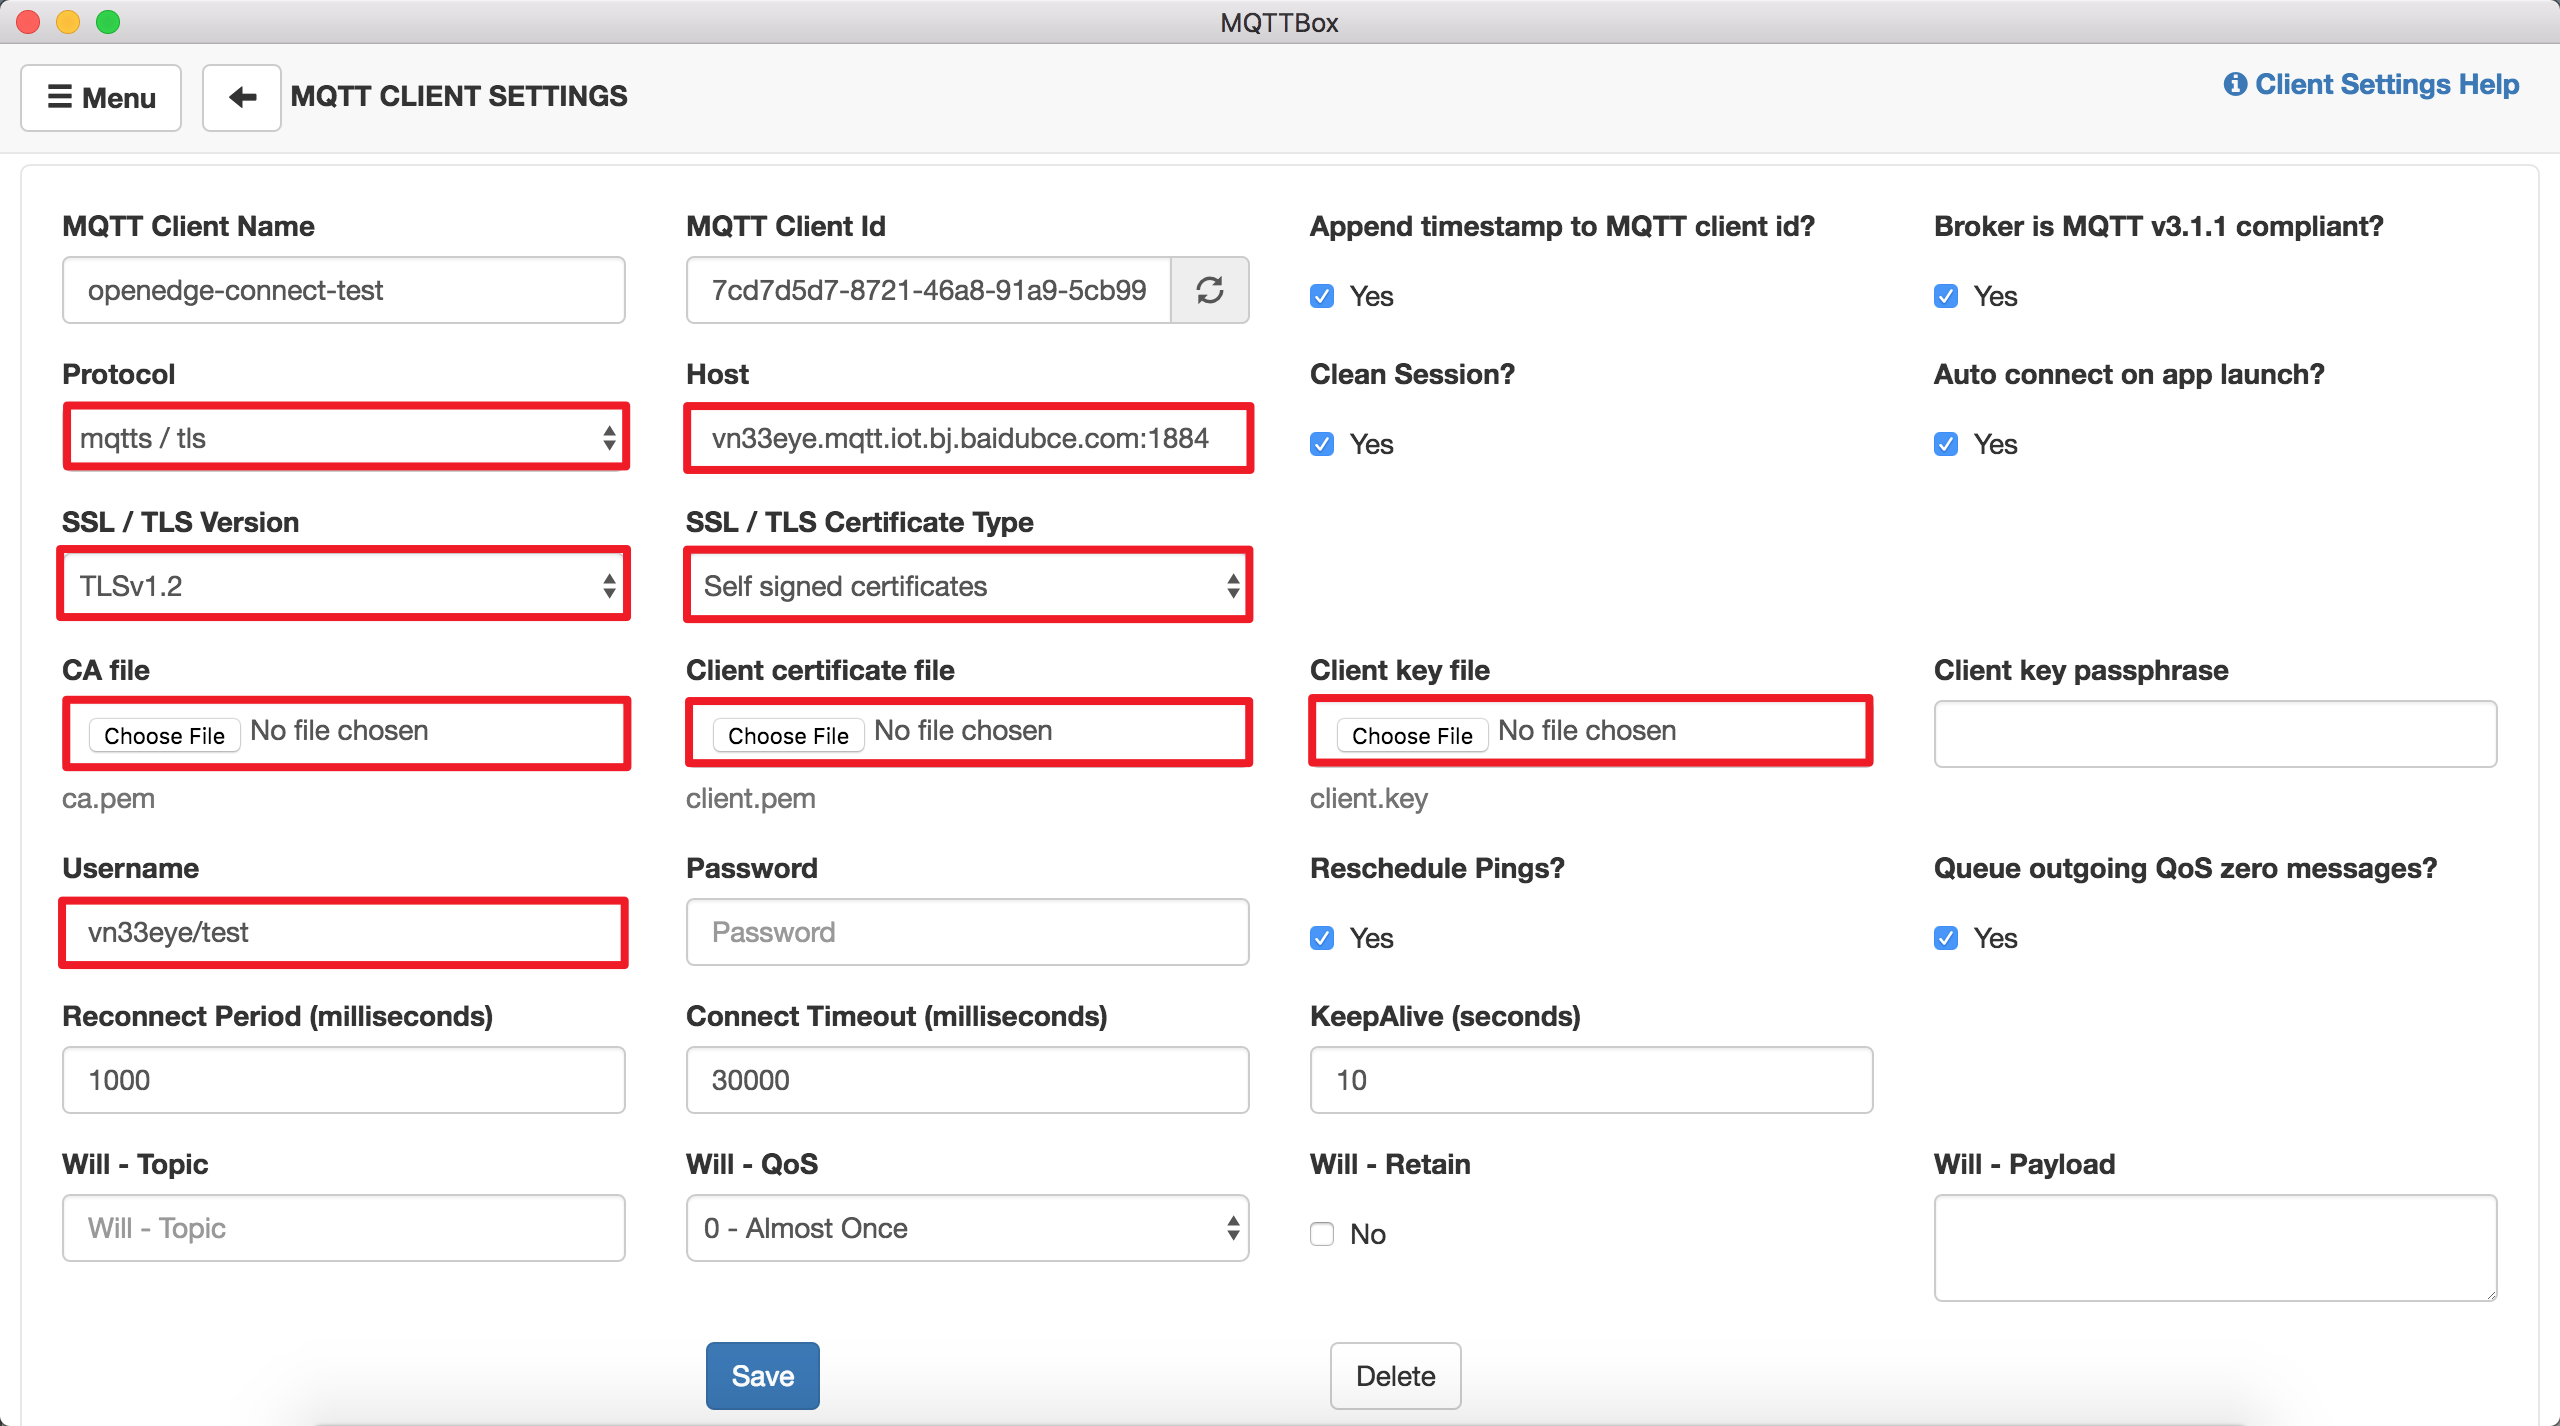 MQTTBox
Menu
MQTT CLIENT SETTINGS
Client Settings Help
MQTT Client Name
MQTT Client Id
Append timestamp to MQTT client id?
Broker is MQTT v3.1.1 compliant?
openedge-connect-test
7cd7d5d7-8721-46a8-91a9-5cb99
Yes
Yes
Protocol
Host
Clean Session?
Auto connect on app launch?
mqtts / tls
vn33eye.mqtt.iot.bj.baidubce.com:1884
Yes
Yes
SSL / TLS Version
SSL / TLS Certificate Type
TLSv1.2
Self signed certificates
CA file
Client certificate file
Client key file
Client key passphrase
Choose File No file chosen
Choose File No file chosen
Choose File No file chosen
ca.pem
client.pem
client.key
Username
Password
Reschedule Pings?
Queue outgoing QoS zero messages?
vn33eye/test
Password
Yes
Yes
Reconnect Period (milliseconds)
Connect Timeout (milliseconds)
KeepAlive (seconds)
1000
30000
10
Will - Topic
Will - QoS
Will - Retain
Will - Payload
Will - Topic
0 - Almost Once
No
Save
Delete